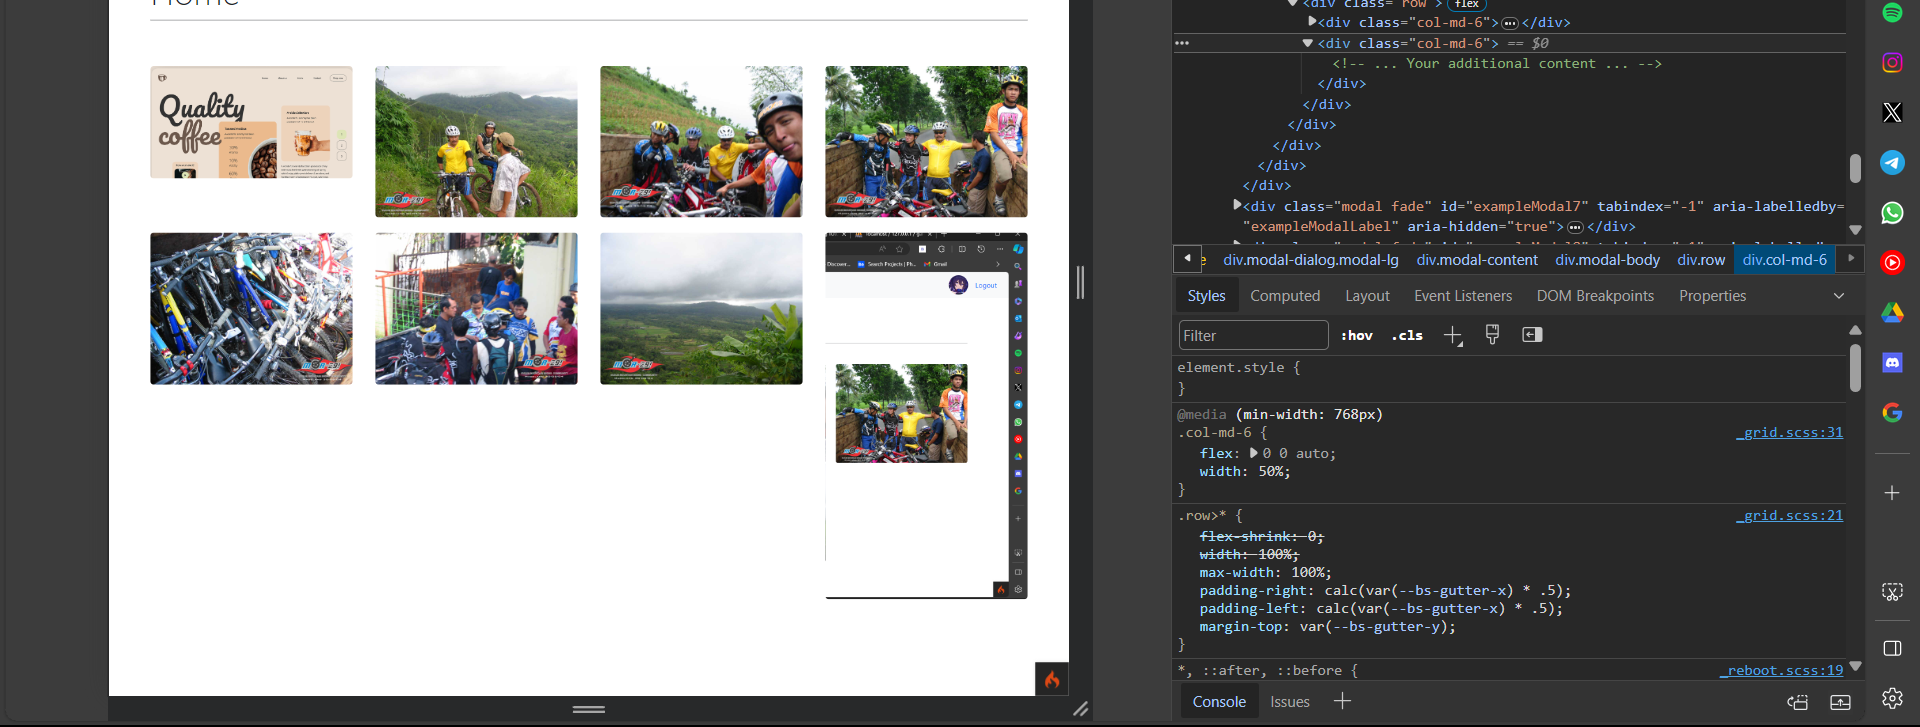 Home
Quality
coffee
Discover...
Search Projects | Ph...
Gmail
Logout
<div class="row"> flex
<div class="col-md-6"> ... </div>
... <div class="col-md-6"> == $0
<!-- ... Your additional content ... -->
</div>
</div>
</div>
</div>
</div>
</div>
<div class="modal fade" id="exampleModal7" tabindex="-1" aria-labelledby=
"exampleModalLabel" aria-hidden="true"> ... </div>
e div.modal-dialog.modal-lg div.modal-content div.modal-body div.row div.col-md-6
Styles Computed Layout Event Listeners DOM Breakpoints Properties
Filter :hov .cls
element.style {
}
@media (min-width: 768px)
.col-md-6 { _grid.scss:31
flex: 0 0 auto;
width: 50%;
}
.row>* { _grid.scss:21
flex-shrink: 0;
width: 100%;
max-width: 100%;
padding-right: calc(var(--bs-gutter-x) * .5);
padding-left: calc(var(--bs-gutter-x) * .5);
margin-top: var(--bs-gutter-y);
}
*, ::after, ::before { _reboot.scss:19
Console Issues